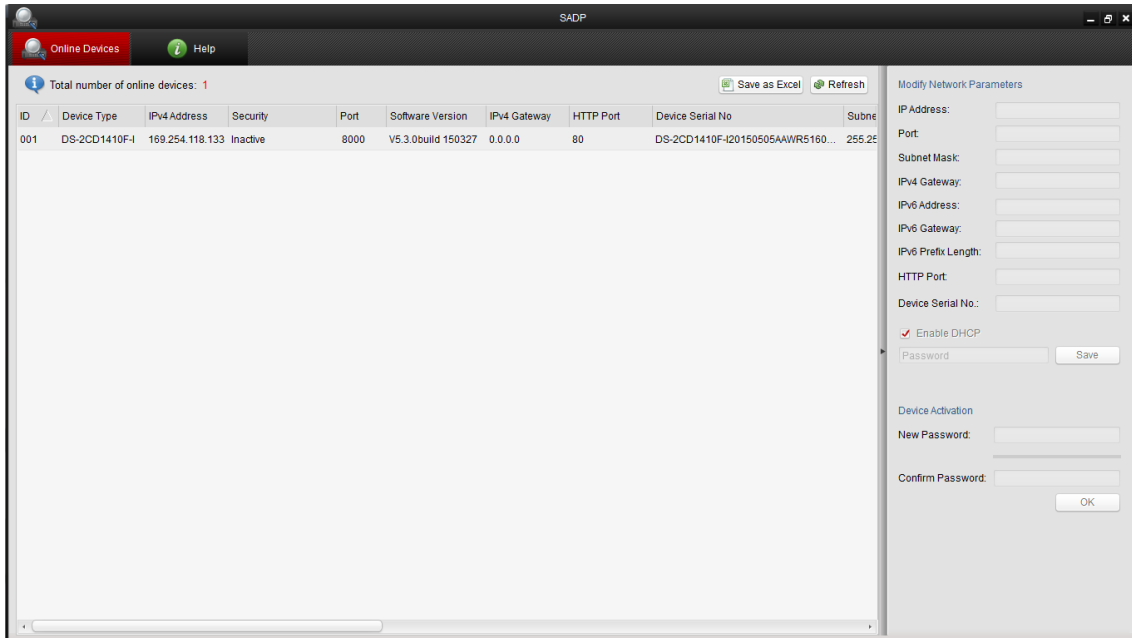 SADP
Online Devices
Help
Total number of online devices: 1
Save as Excel
Refresh
ID Device Type IPv4 Address Security Port Software Version IPv4 Gateway HTTP Port Device Serial No Subne
001 DS-2CD1410F-I 169.254.118.133 Inactive 8000 V5.3.0build 150327 0.0.0.0 80 DS-2CD1410F-I20150505AAWR5160... 255.25
Modify Network Parameters
IP Address:
Port:
Subnet Mask:
IPv4 Gateway:
IPv6 Address:
IPv6 Gateway:
IPv6 Prefix Length:
HTTP Port:
Device Serial No.:
Enable DHCP
Password
Save
Device Activation
New Password:
Confirm Password:
OK